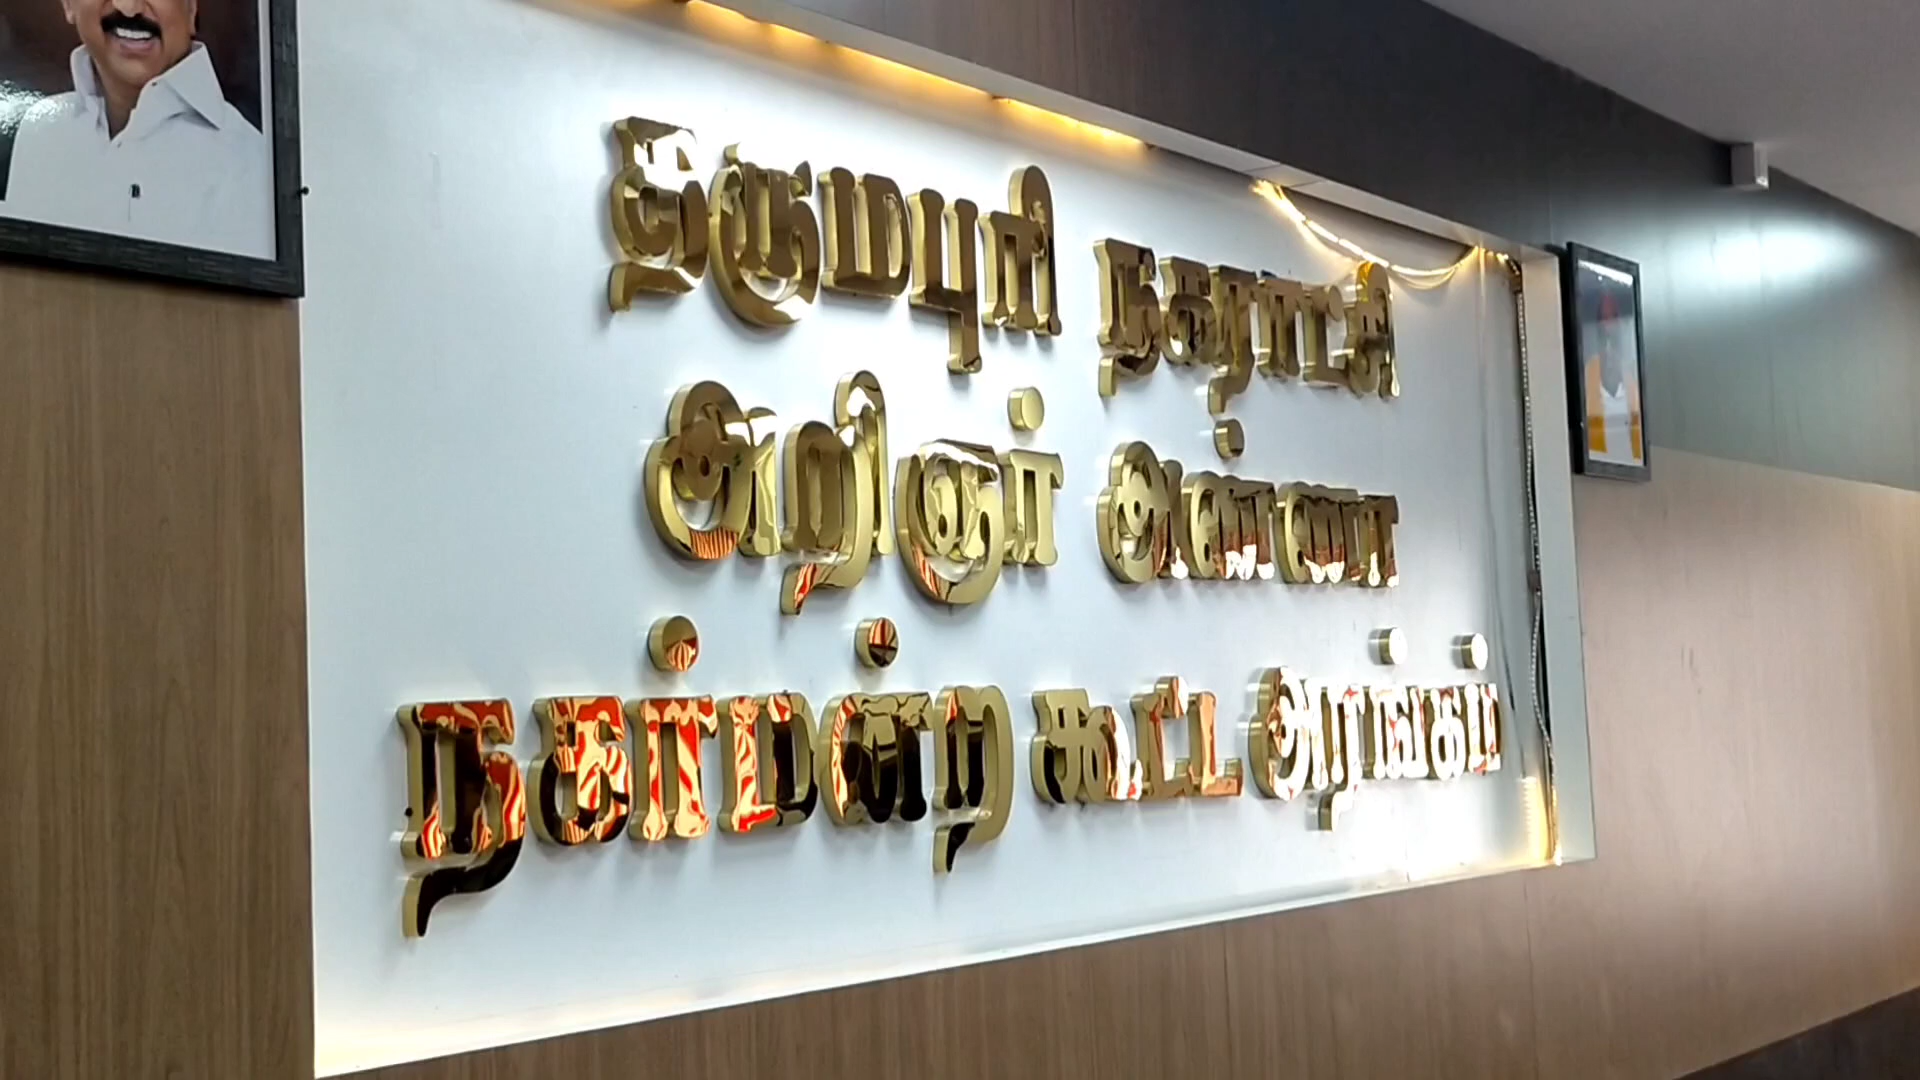 தருமபுரி நகராட்சி
அறிஞர் அண்ணா
நகர்மன்ற கூட்ட அரங்கம்